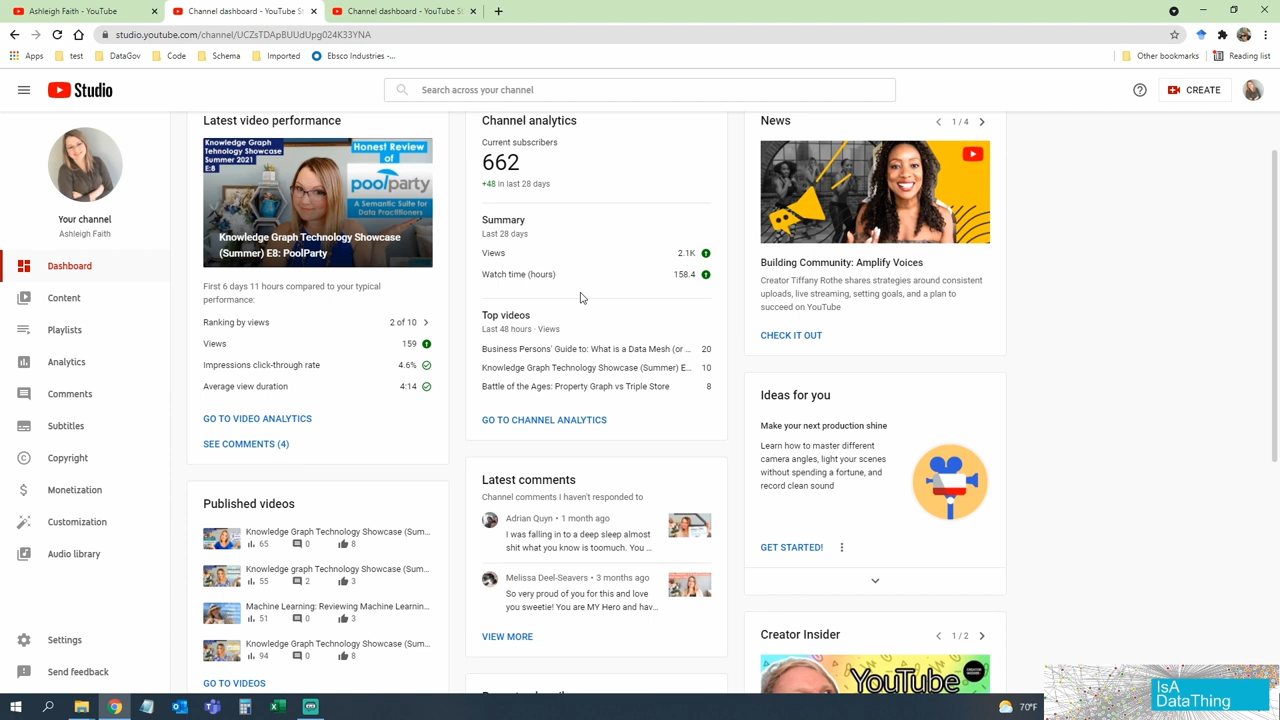 Ashleigh Faith - YouTube
Channel dashboard - YouTube St
Channel dashboard - YouTube St
studio.youtube.com/channel/UCZsTDApBUUdUpg024K33YNA
Apps
test
DataGov
Code
Schema
Imported
Ebsco Industries -...
Other bookmarks
Reading list
Studio
Search across your channel
CREATE
Your channel
Ashleigh Faith
Dashboard
Content
Playlists
Analytics
Comments
Subtitles
Copyright
Monetization
Customization
Audio library
Settings
Send feedback
Latest video performance
Knowledge Graph
Tehnology Showcase
Summer 2021
E:8
Honest Review
of
poolparty
A Semantic Suite for
Data Practitioners
Knowledge Graph Technology Showcase
(Summer) E8: PoolParty
First 6 days 11 hours compared to your typical
performance:
Ranking by views 2 of 10
Views 159
Impressions click-through rate 4.6%
Average view duration 4:14
GO TO VIDEO ANALYTICS
SEE COMMENTS (4)
Published videos
Knowledge Graph Technology Showcase (Sum...
65 0 8
Knowledge graph Technology Showcase (Sum...
55 2 3
Machine Learning: Reviewing Machine Learnin...
51 0 3
Knowledge Graph Technology Showcase (Sum...
94 0 8
GO TO VIDEOS
Channel analytics
Current subscribers
662
+48 in last 28 days
Summary
Last 28 days
Views 2.1K
Watch time (hours) 158.4
Top videos
Last 48 hours · Views
Business Persons' Guide to: What is a Data Mesh (or ... 20
Knowledge Graph Technology Showcase (Summer) E... 10
Battle of the Ages: Property Graph vs Triple Store 8
GO TO CHANNEL ANALYTICS
Latest comments
Channel comments I haven't responded to
Adrian Quyn • 1 month ago
I was falling in to a deep sleep almost
shit what you know is toomuch. You ...
Melissa Deel-Seavers • 3 months ago
So very proud of you for this and love
you sweetie! You are MY Hero and hav...
VIEW MORE
News
1 / 4
Building Community: Amplify Voices
Creator Tiffany Rothe shares strategies around consistent
uploads, live streaming, setting goals, and a plan to
succeed on YouTube
CHECK IT OUT
Ideas for you
Make your next production shine
Learn how to master different
camera angles, light your scenes
without spending a fortune, and
record clean sound
GET STARTED!
Creator Insider
1 / 2
YouTube
70°F
IsA
DataThing